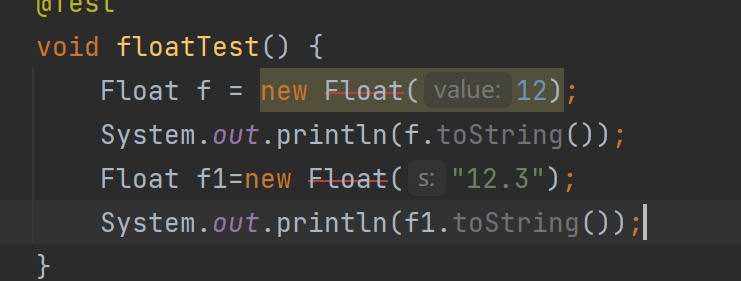 @Test
void floatTest() {
Float f = new Float( value: 12);
System.out.println(f.toString());
Float f1=new Float( s: "12.3");
System.out.println(f1.toString());
}